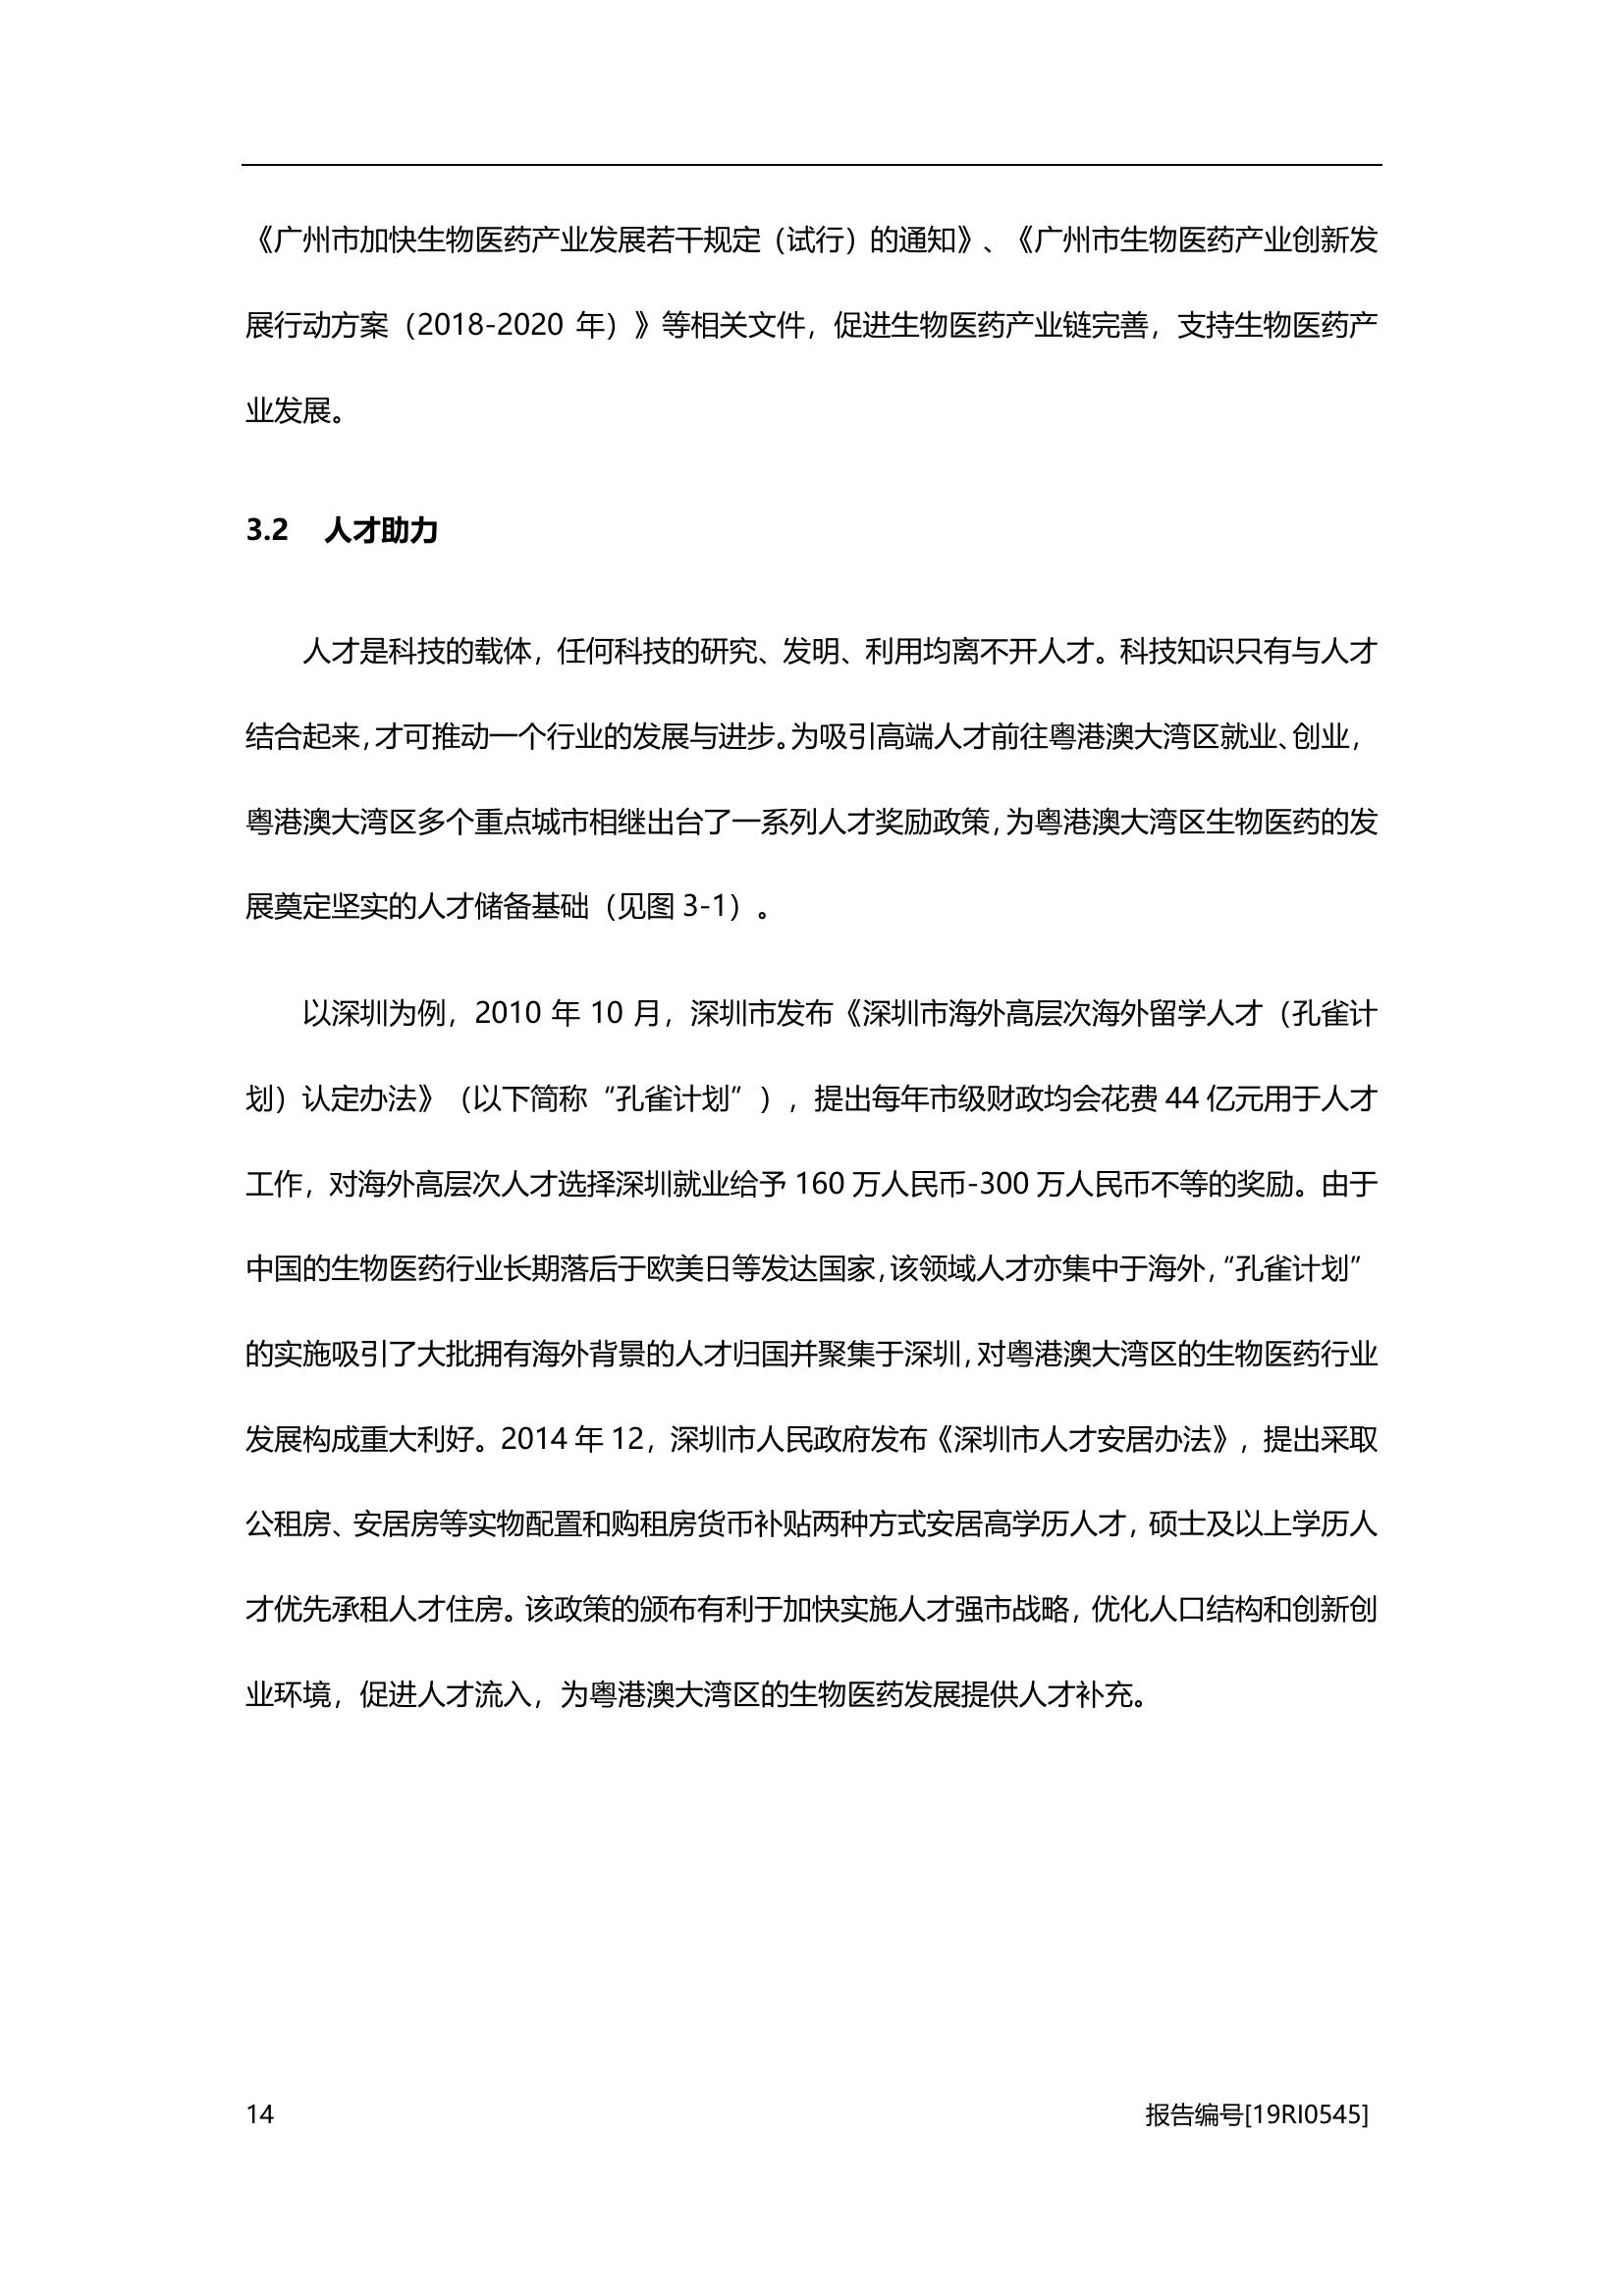 《广州市加快生物医药产业发展若干规定（试行）的通知》、《广州市生物医药产业创新发
展行动方案（2018-2020 年）》等相关文件，促进生物医药产业链完善，支持生物医药产
业发展。
3.2 人才助力
人才是科技的载体，任何科技的研究、发明、利用均离不开人才。科技知识只有与人才
结合起来，才可推动一个行业的发展与进步。为吸引高端人才前往粤港澳大湾区就业、创业，
粤港澳大湾区多个重点城市相继出台了一系列人才奖励政策，为粤港澳大湾区生物医药的发
展奠定坚实的人才储备基础（见图 3-1）。
以深圳为例，2010 年 10 月，深圳市发布《深圳市海外高层次海外留学人才（孔雀计
划）认定办法》（以下简称“孔雀计划”），提出每年市级财政均会花费 44 亿元用于人才
工作，对海外高层次人才选择深圳就业给予 160 万人民币-300 万人民币不等的奖励。由于
中国的生物医药行业长期落后于欧美日等发达国家，该领域人才亦集中于海外，“孔雀计划”
的实施吸引了大批拥有海外背景的人才归国并聚集于深圳，对粤港澳大湾区的生物医药行业
发展构成重大利好。2014 年 12，深圳市人民政府发布《深圳市人才安居办法》，提出采取
公租房、安居房等实物配置和购租房货币补贴两种方式安居高学历人才，硕士及以上学历人
才优先承租人才住房。该政策的颁布有利于加快实施人才强市战略，优化人口结构和创新创
业环境，促进人才流入，为粤港澳大湾区的生物医药发展提供人才补充。
14 报告编号[19RI0545]